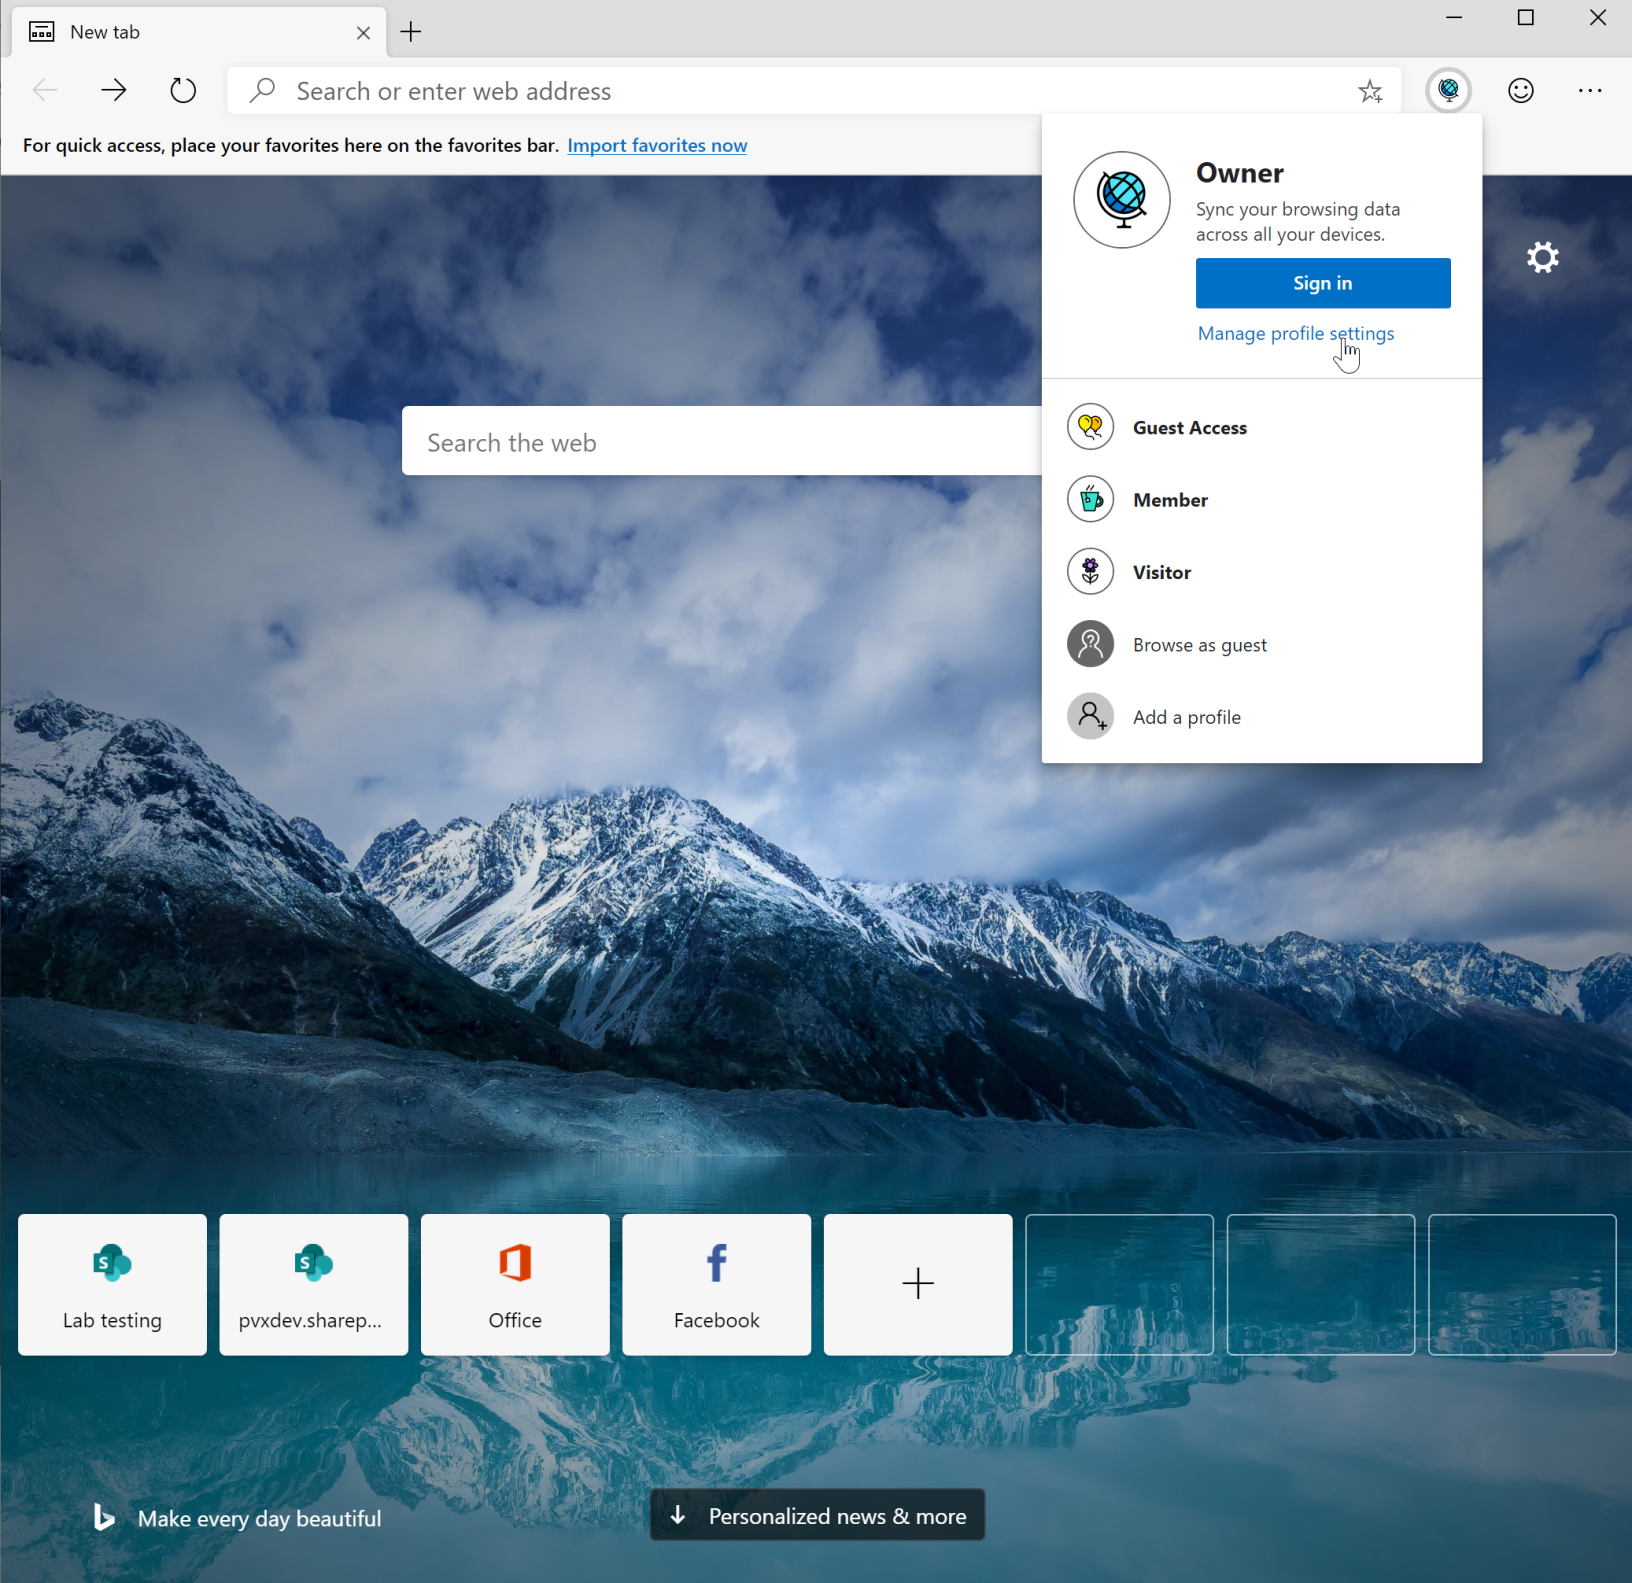 New tab
Search or enter web address
For quick access, place your favorites here on the favorites bar. Import favorites now
Owner
Sync your browsing data
across all your devices.
Sign in
Manage profile settings
Search the web
Guest Access
Member
Visitor
Browse as guest
Add a profile
Lab testing
pvxdev.sharep...
Office
Facebook
Make every day beautiful
Personalized news & more